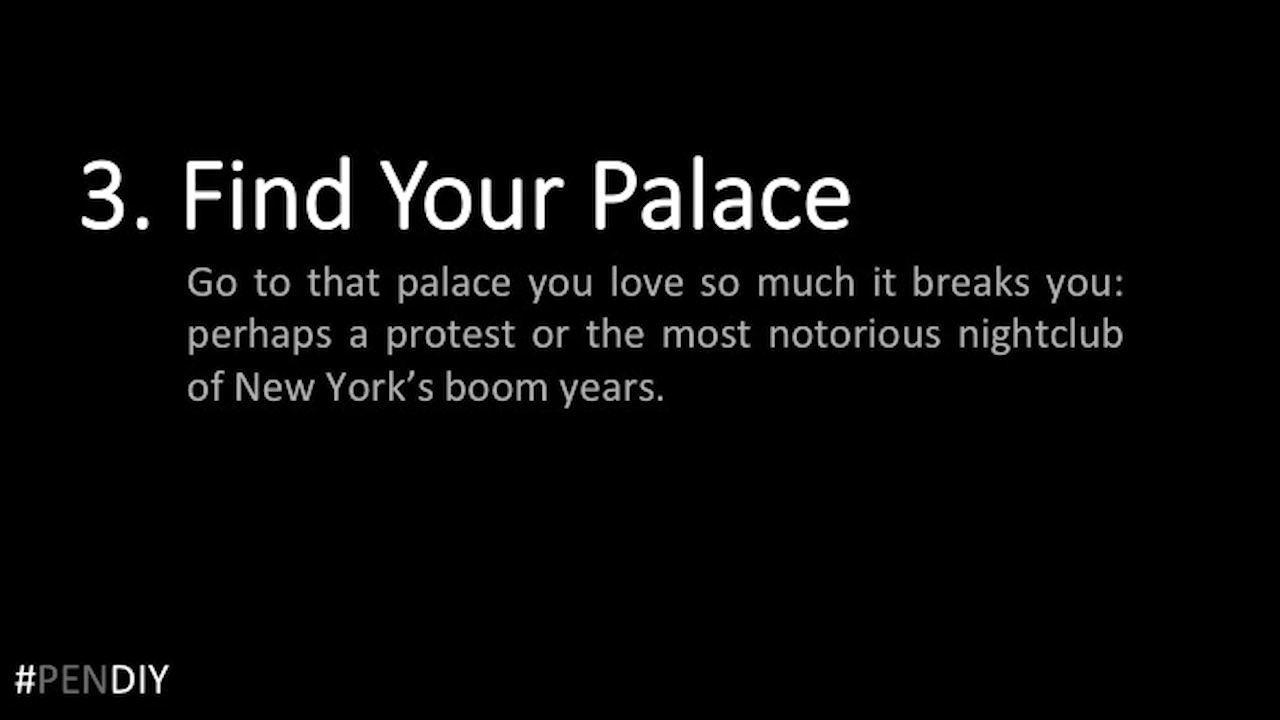 3. Find Your Palace
Go to that palace you love so much it breaks you:
perhaps a protest or the most notorious nightclub
of New York’s boom years.
#PENDIY